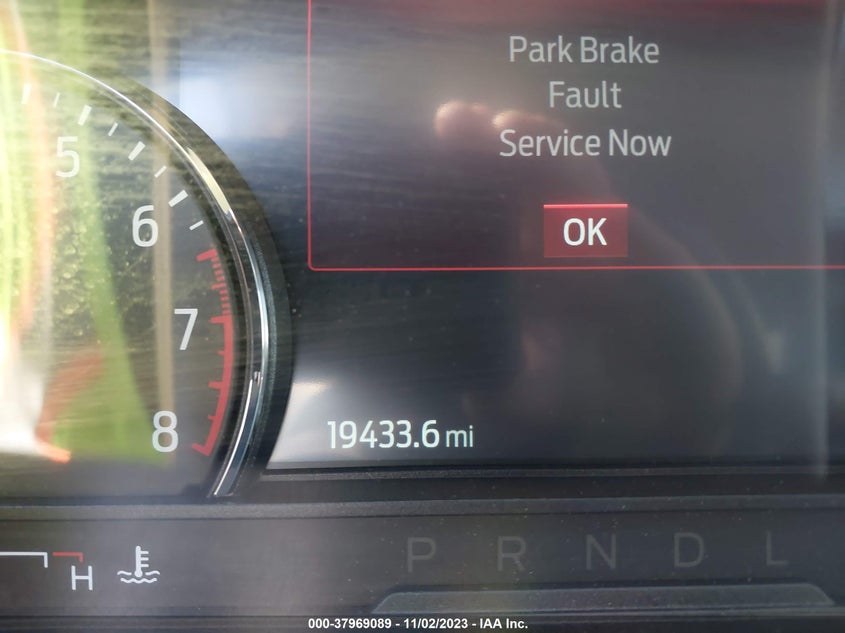 Park Brake
Fault
Service Now
OK
5
6
7
8
19433.6 mi
H
P R N D L
000-37969089 - 11/02/2023 - IAA Inc.